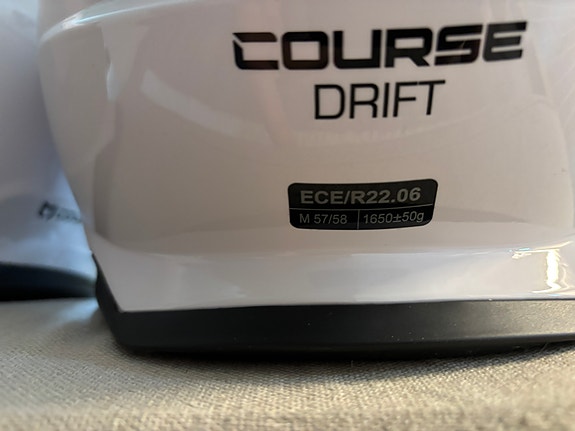 COURSE
DRIFT
ECE/R22.06
M 57/58 1650±50g